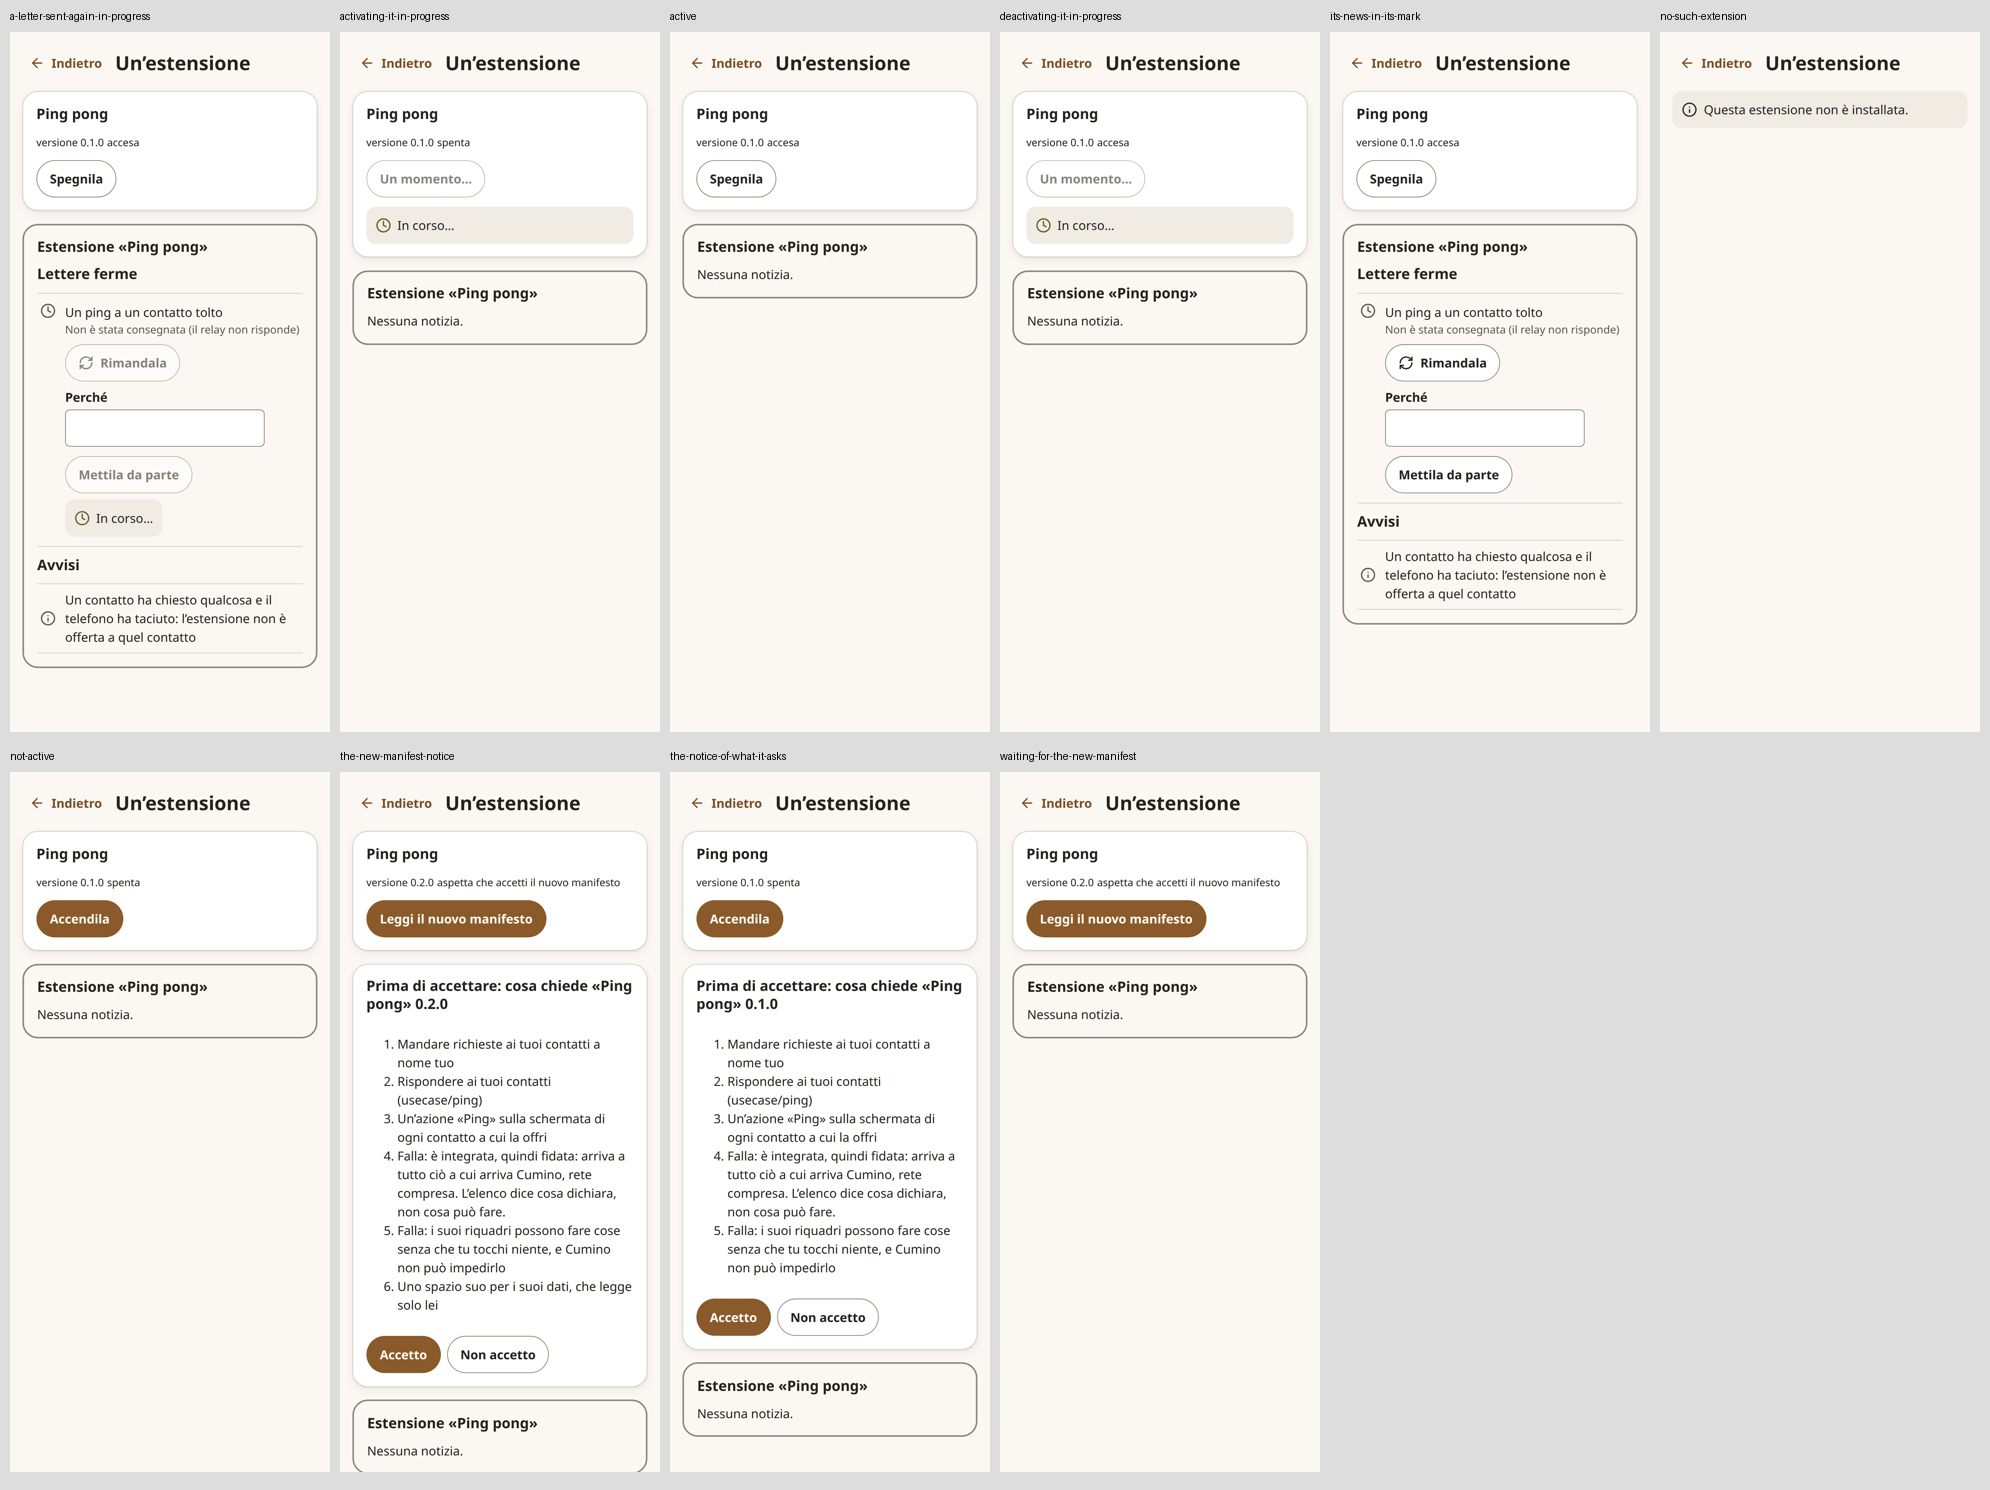 a-letter-sent-again-in-progress
Indietro Un’estensione
Ping pong
versione 0.1.0 accesa
Spegnila
Estensione «Ping pong»
Lettere ferme
Un ping a un contatto tolto
Non è stata consegnata (il relay non risponde)
Rimandala
Perché
Mettila da parte
In corso…
Avvisi
Un contatto ha chiesto qualcosa e il
telefono ha taciuto: l’estensione non è
offerta a quel contatto
activating-it-in-progress
Indietro Un’estensione
Ping pong
versione 0.1.0 spenta
Un momento…
In corso…
Estensione «Ping pong»
Nessuna notizia.
active
Indietro Un’estensione
Ping pong
versione 0.1.0 accesa
Spegnila
Estensione «Ping pong»
Nessuna notizia.
deactivating-it-in-progress
Indietro Un’estensione
Ping pong
versione 0.1.0 accesa
Un momento…
In corso…
Estensione «Ping pong»
Nessuna notizia.
its-news-in-its-mark
Indietro Un’estensione
Ping pong
versione 0.1.0 accesa
Spegnila
Estensione «Ping pong»
Lettere ferme
Un ping a un contatto tolto
Non è stata consegnata (il relay non risponde)
Rimandala
Perché
Mettila da parte
Avvisi
Un contatto ha chiesto qualcosa e il
telefono ha taciuto: l’estensione non è
offerta a quel contatto
no-such-extension
Indietro Un’estensione
Questa estensione non è installata.
not-active
Indietro Un’estensione
Ping pong
versione 0.1.0 spenta
Accendila
Estensione «Ping pong»
Nessuna notizia.
the-new-manifest-notice
Indietro Un’estensione
Ping pong
versione 0.2.0 aspetta che accetti il nuovo manifesto
Leggi il nuovo manifesto
Prima di accettare: cosa chiede «Ping
pong» 0.2.0
1. Mandare richieste ai tuoi contatti a
nome tuo
2. Rispondere ai tuoi contatti
(usecase/ping)
3. Un’azione «Ping» sulla schermata di
ogni contatto a cui la offri
4. Falla: è integrata, quindi fidata: arriva a
tutto ciò a cui arriva Cumino, rete
compresa. L’elenco dice cosa dichiara,
non cosa può fare.
5. Falla: i suoi riquadri possono fare cose
senza che tu tocchi niente, e Cumino
non può impedirlo
6. Uno spazio suo per i suoi dati, che legge
solo lei
Accetto Non accetto
Estensione «Ping pong»
Nessuna notizia.
the-notice-of-what-it-asks
Indietro Un’estensione
Ping pong
versione 0.1.0 spenta
Accendila
Prima di accettare: cosa chiede «Ping
pong» 0.1.0
1. Mandare richieste ai tuoi contatti a
nome tuo
2. Rispondere ai tuoi contatti
(usecase/ping)
3. Un’azione «Ping» sulla schermata di
ogni contatto a cui la offri
4. Falla: è integrata, quindi fidata: arriva a
tutto ciò a cui arriva Cumino, rete
compresa. L’elenco dice cosa dichiara,
non cosa può fare.
5. Falla: i suoi riquadri possono fare cose
senza che tu tocchi niente, e Cumino
non può impedirlo
Accetto Non accetto
Estensione «Ping pong»
Nessuna notizia.
waiting-for-the-new-manifest
Indietro Un’estensione
Ping pong
versione 0.2.0 aspetta che accetti il nuovo manifesto
Leggi il nuovo manifesto
Estensione «Ping pong»
Nessuna notizia.